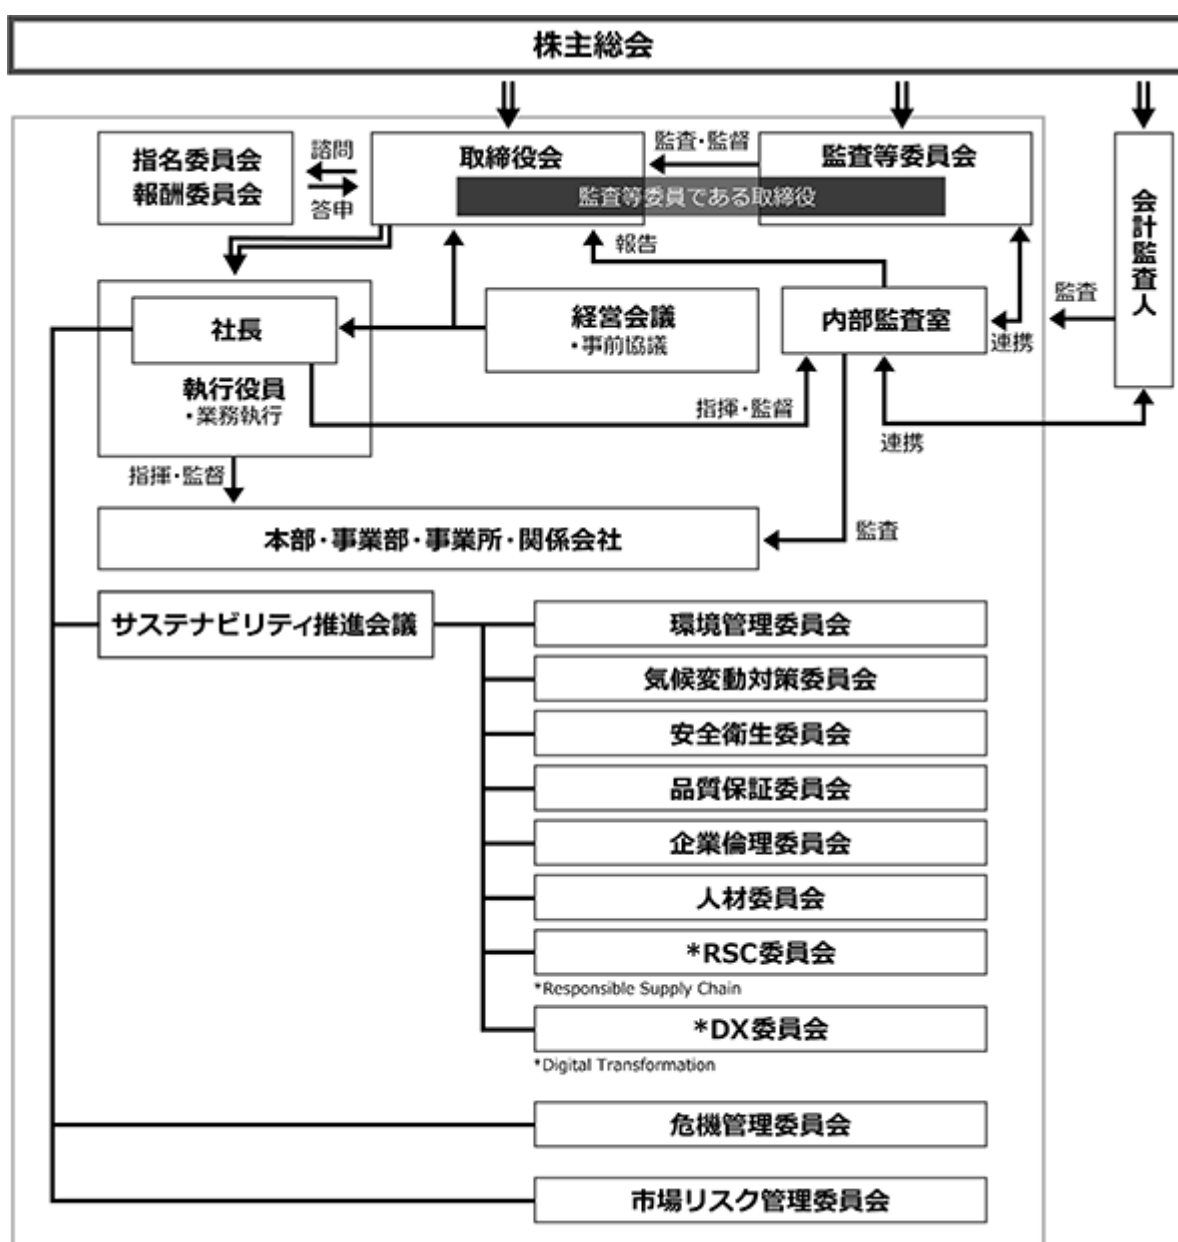 株主総会
指名委員会
報酬委員会
諮問
答申
取締役会
監査・監督
監査等委員会
監査等委員である取締役
会計監査人
報告
社長
執行役員
・業務執行
経営会議
・事前協議
内部監査室
連携
監査
指揮・監督
連携
指揮・監督
本部・事業部・事業所・関係会社
監査
サステナビリティ推進会議
環境管理委員会
気候変動対策委員会
安全衛生委員会
品質保証委員会
企業倫理委員会
人材委員会
*RSC委員会
*Responsible Supply Chain
*DX委員会
*Digital Transformation
危機管理委員会
市場リスク管理委員会